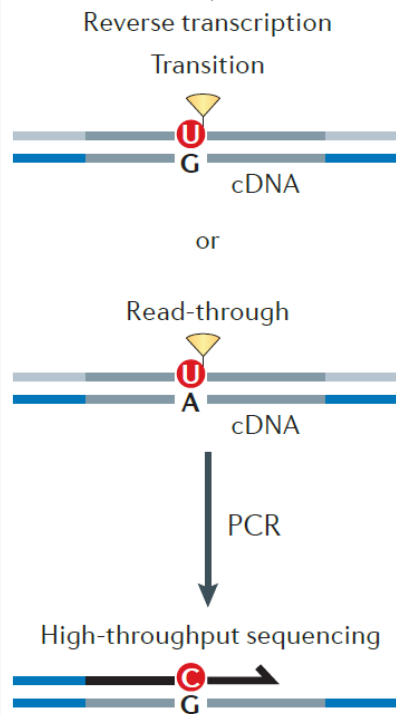 Reverse transcription
Transition
U
G
cDNA
or
Read-through
U
A
cDNA
PCR
High-throughput sequencing
C
G